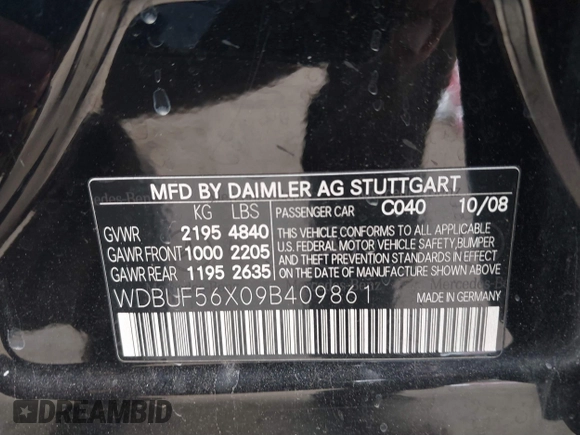 MFD BY DAIMLER AG STUTTGART
KG LBS PASSENGER CAR C040 10/08
GVWR 2195 4840 THIS VEHICLE CONFORMS TO ALL APPLICABLE
GAWR FRONT 1000 2205 U.S. FEDERAL MOTOR VEHICLE SAFETY, BUMPER
AND THEFT PREVENTION STANDARDS IN EFFECT
GAWR REAR 1195 2635 ON THE DATE OF MANUFACTURE SHOWN ABOVE
WDBUF56X09B409861 MADE IN GERMANY
DREAMBID